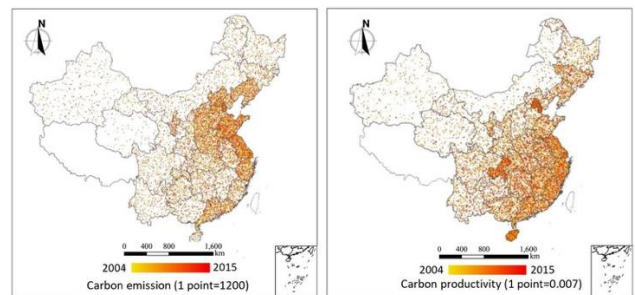 N
N
0 400 800 1,600
km
2004 2015
Carbon emission (1 point=1200)
0 400 800 1,600
km
2004 2015
Carbon productivity (1 point=0.007)